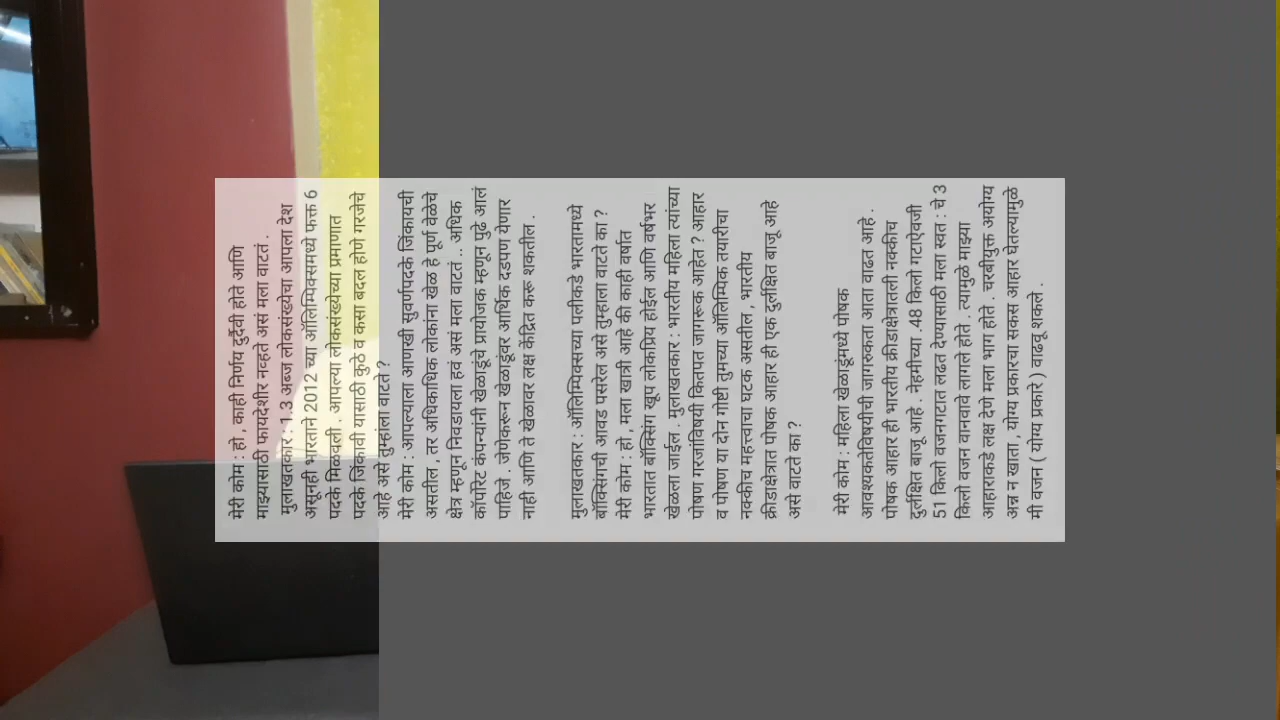 मेरी कोम : हो , काही निर्णय दुर्दैवी होते आणि
माझ्यासाठी फायदेशीर नव्हते असं मला वाटतं .
मुलाखतकार : 1.3 अब्ज लोकसंख्येचा आपला देश
असूनही भारताने 2012 च्या ऑलिम्पिक्समध्ये फक्त 6
पदके मिळवली . आपल्या लोकसंख्येच्या प्रमाणात
पदके जिंकावी यासाठी कुठे व कसा बदल होणे गरजेचे
आहे असे तुम्हांला वाटते ?
मेरी कोम : आपल्याला आणखी सुवर्णपदके जिंकायची
असतील , तर अधिकाधिक लोकांना खेळ हे पूर्ण वेळेचे
क्षेत्र म्हणून निवडायला हवं असं मला वाटतं . . अधिक
कॉर्पोरेट कंपन्यांनी खेळाडूंचे प्रायोजक म्हणून पुढे आलं
पाहिजे . जेणेकरून खेळाडूंवर आर्थिक दडपण येणार
नाही आणि ते खेळावर लक्ष केंद्रित करू शकतील .
मुलाखतकार : ऑलिम्पिक्सच्या पलीकडे भारतामध्ये
बॉक्सिंगची आवड पसरेल असे तुम्हाला वाटते का ?
मेरी कोम : हो , मला खात्री आहे की काही वर्षात
भारतात बॉक्सिंग खूप लोकप्रिय होईल आणि वर्षभर
खेळला जाईल . मुलाखतकार : भारतीय महिला त्यांच्या
पोषण गरजांविषयी कितपत जागरूक आहेत ? आहार
व पोषण या दोन गोष्टी तुमच्या ऑलिम्पिक तयारीचा
नक्कीच महत्त्वाचा घटक असतील , भारतीय
क्रीडाक्षेत्रात पोषक आहार ही एक दुर्लक्षित बाजू आहे
असे वाटते का ?
मेरी कोम : महिला खेळाडूंमध्ये पोषक
आवश्यकतेविषयीची जागरुकता आता वाढत आहे .
पोषक आहार ही भारतीय क्रीडाक्षेत्रातली नक्कीच
दुर्लक्षित बाजू आहे . नेहमीच्या .48 किलो गटाऐवजी
51 किलो वजनगटात लढत देण्यासाठी मला स्वत : चे 3
किलो वजन वानवावे लागले होते . त्यामुळे माझ्या
आहाराकडे लक्ष देणे मला भाग होते . चरबीयुक्त अयोग्य
अन्न न खाता , योग्य प्रकारचा सकस आहार घेतल्यामुळे
मी वजन ( योग्य प्रकारे ) वाढवू शकले .